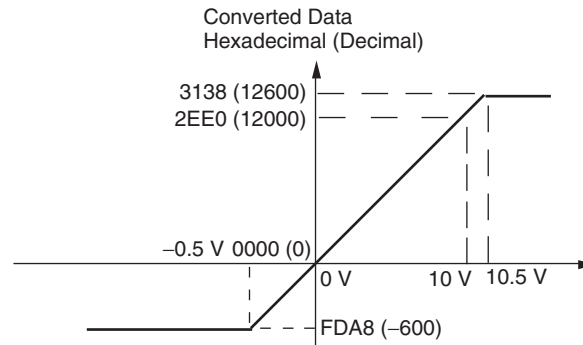 Converted Data
Hexadecimal (Decimal)
3138 (12600)
2EE0 (12000)
−0.5 V 0000 (0)
0 V 10 V 10.5 V
FDA8 (−600)